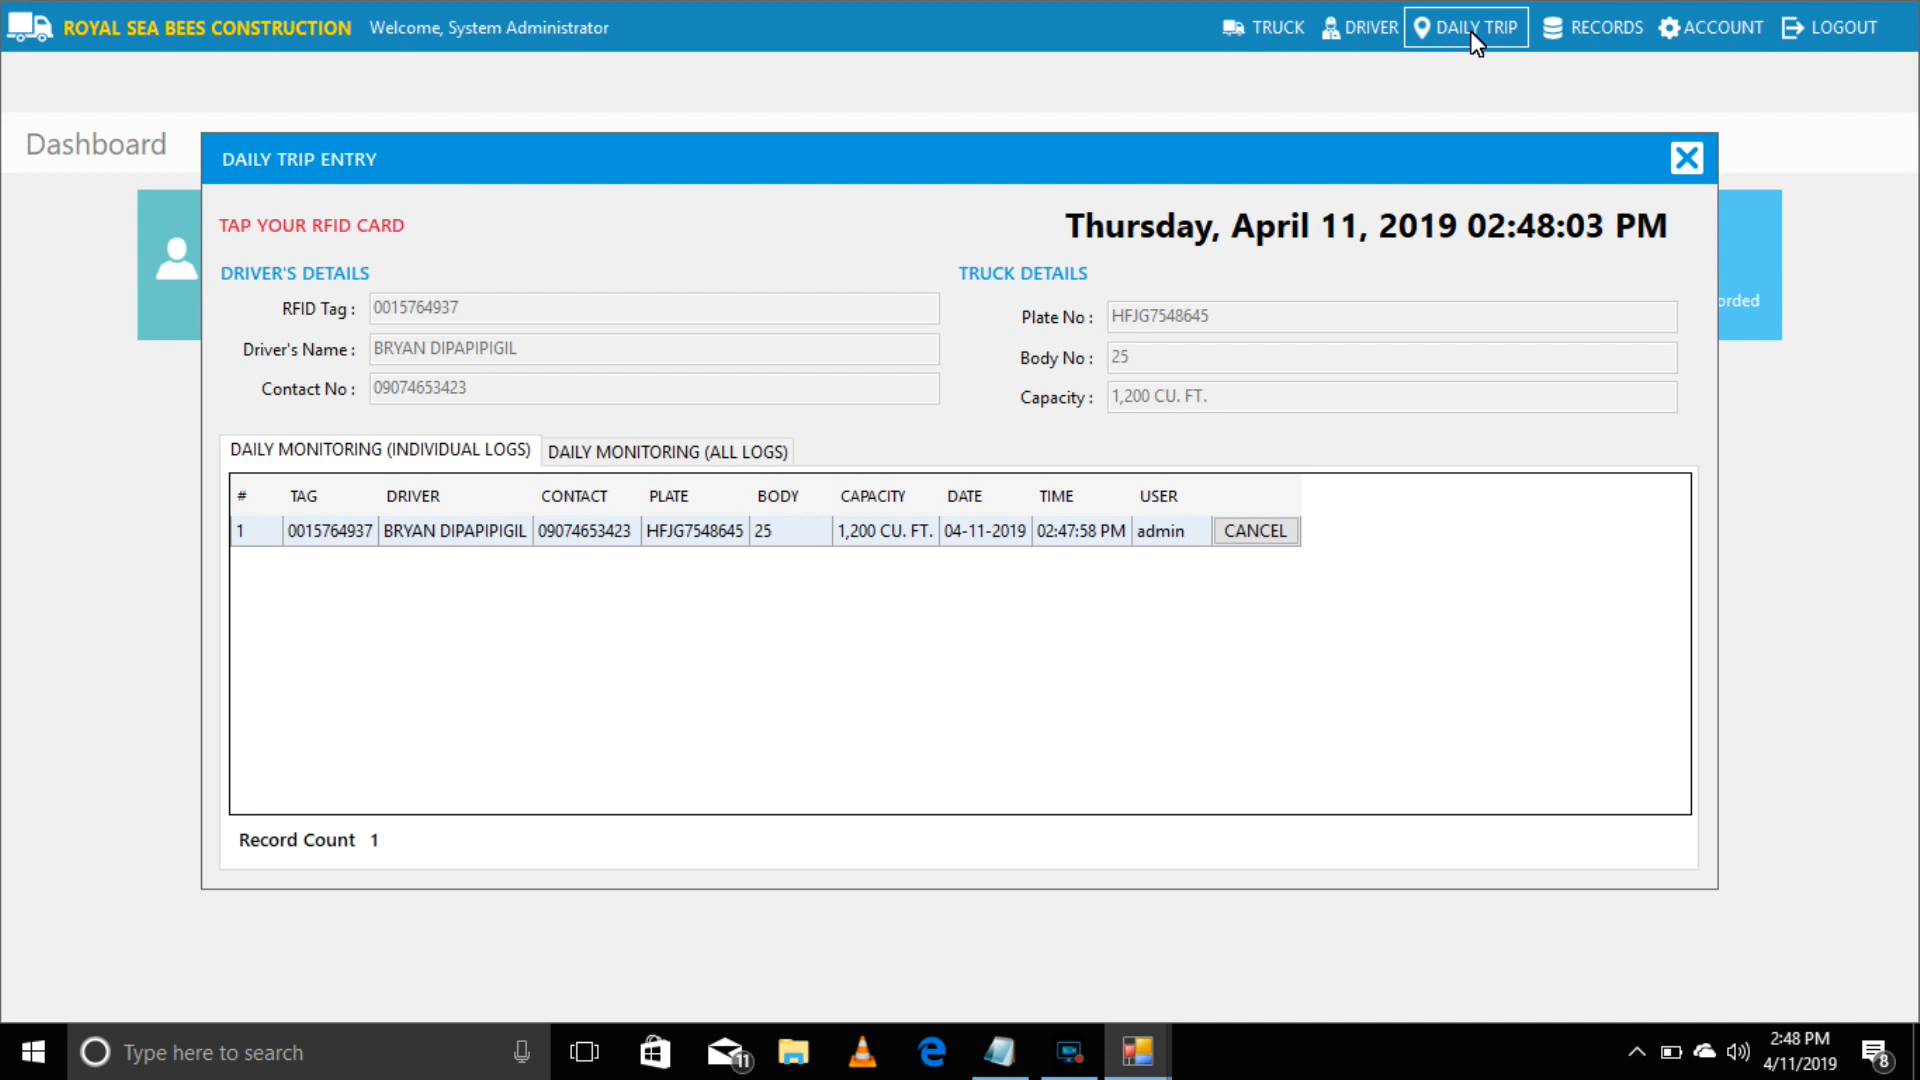 ROYAL SEA BEES CONSTRUCTION Welcome, System Administrator TRUCK DRIVER DAILY TRIP RECORDS ACCOUNT LOGOUT
Dashboard
DAILY TRIP ENTRY
TAP YOUR RFID CARD
Thursday, April 11, 2019 02:48:03 PM
DRIVER'S DETAILS
RFID Tag : 0015764937
Driver's Name : BRYAN DIPAPIPIGIL
Contact No : 09074653423
TRUCK DETAILS
Plate No : HFJG7548645
Body No : 25
Capacity : 1,200 CU. FT.
orded
DAILY MONITORING (INDIVIDUAL LOGS) DAILY MONITORING (ALL LOGS)
# TAG DRIVER CONTACT PLATE BODY CAPACITY DATE TIME USER
1 0015764937 BRYAN DIPAPIPIGIL 09074653423 HFJG7548645 25 1,200 CU. FT. 04-11-2019 02:47:58 PM admin CANCEL
Record Count 1
Type here to search
11
2:48 PM
4/11/2019
8